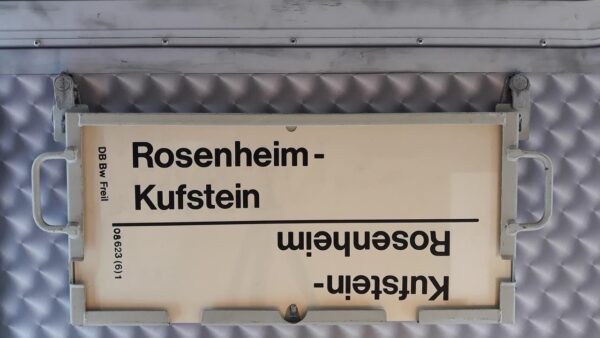 Rosenheim-
Kufstein
Kufstein-
Rosenheim
DB Bw Freil
08623(6)1